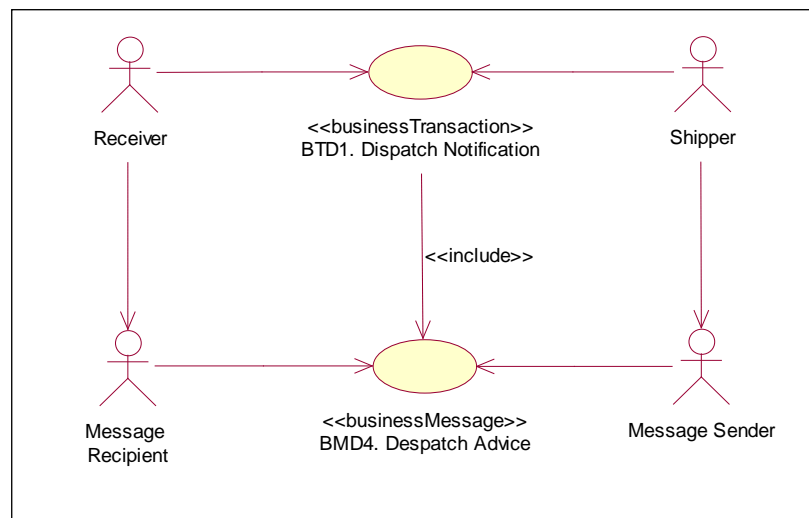 Receiver
<<businessTransaction>>
BTD1. Dispatch Notification
Shipper
<<include>>
Message
Recipient
<<businessMessage>>
BMD4. Despatch Advice
Message Sender